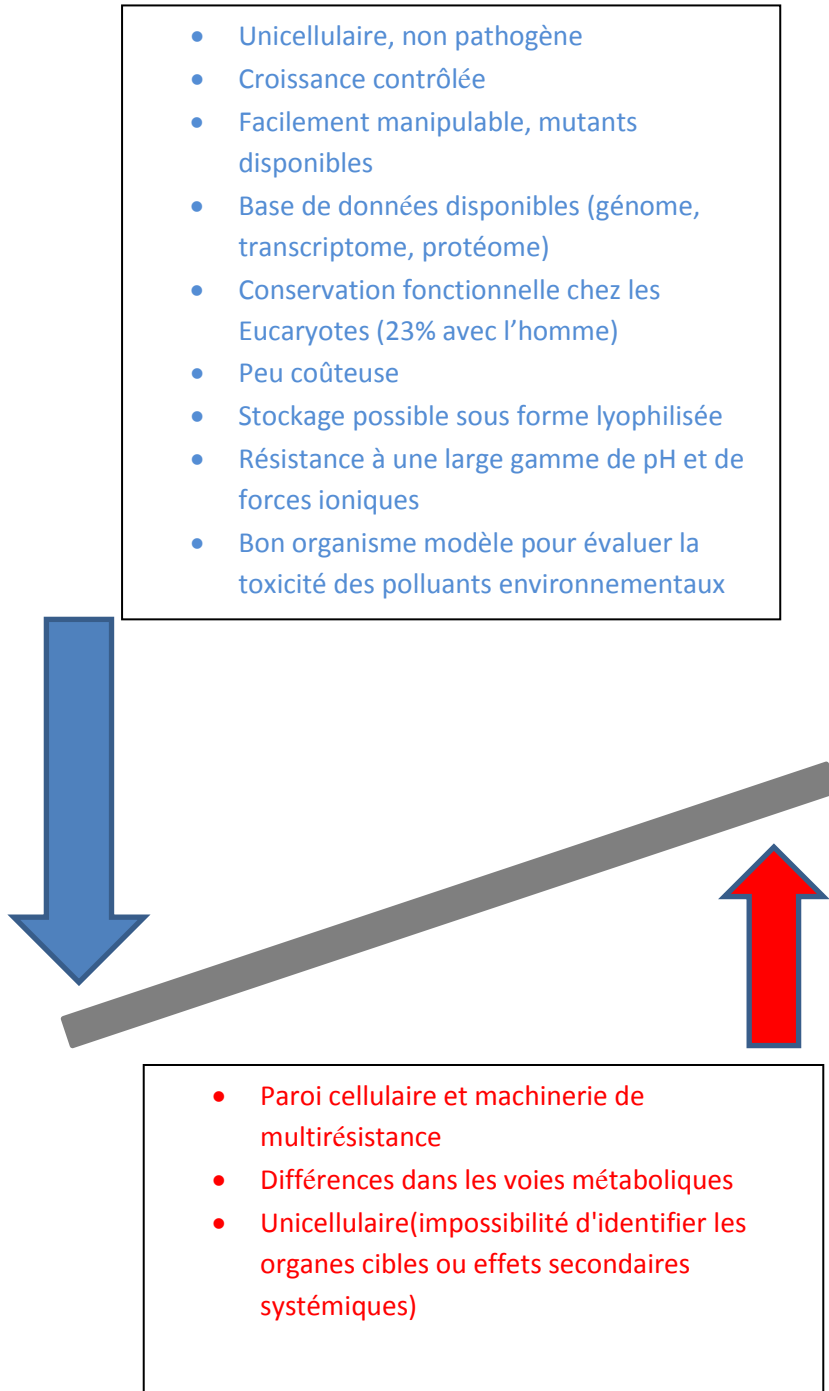 • Unicellulaire, non pathogène
• Croissance contrôlée
• Facilement manipulable, mutants
disponibles
• Base de données disponibles (génome,
transcriptome, protéome)
• Conservation fonctionnelle chez les
Eucaryotes (23% avec l’homme)
• Peu coûteuse
• Stockage possible sous forme lyophilisée
• Résistance à une large gamme de pH et de
forces ioniques
• Bon organisme modèle pour évaluer la
toxicité des polluants environnementaux
• Paroi cellulaire et machinerie de
multirésistance
• Différences dans les voies métaboliques
• Unicellulaire(impossibilité d'identifier les
organes cibles ou effets secondaires
systémiques)